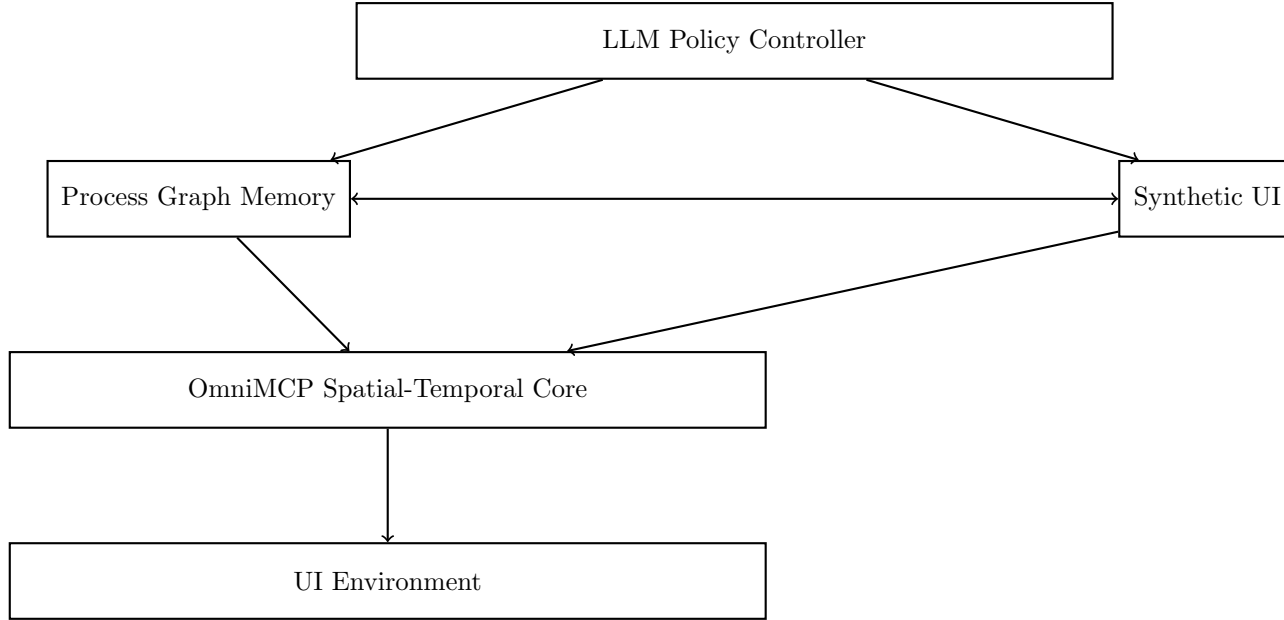 LLM Policy Controller
Process Graph Memory
Synthetic UI
OmniMCP Spatial-Temporal Core
UI Environment